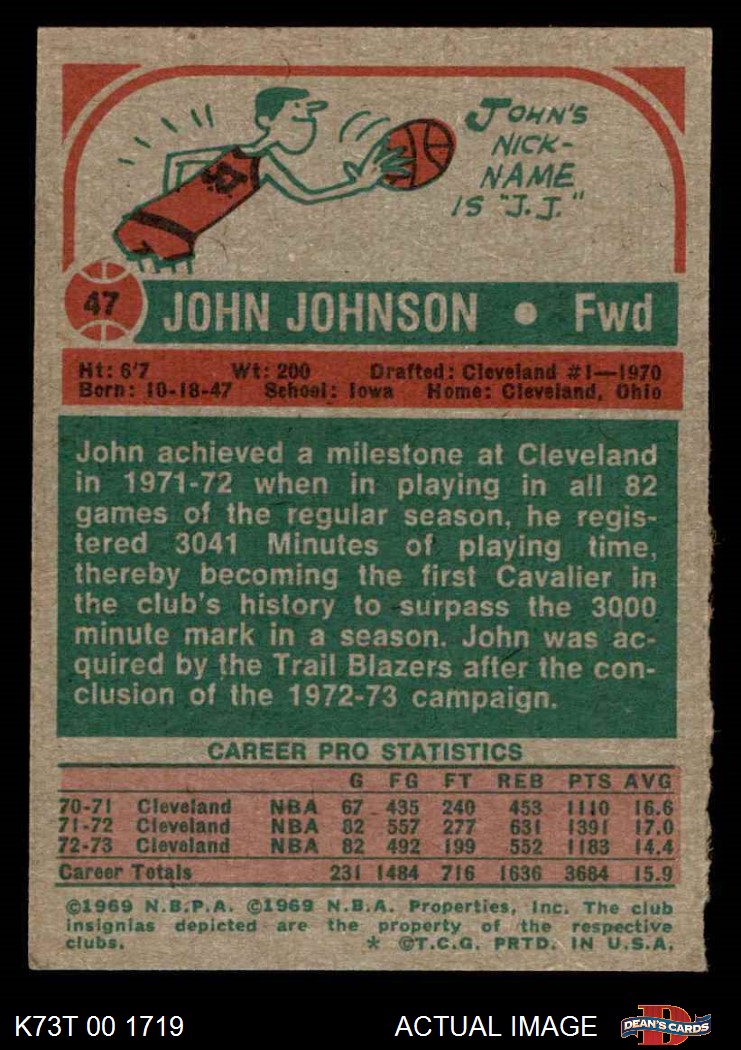 JOHN'S
NICK-
NAME
IS "J.J."
47
JOHN JOHNSON • Fwd
Ht: 6'7 Wt: 200 Drafted: Cleveland #1—1970
Born: 10-18-47 School: Iowa Home: Cleveland, Ohio
John achieved a milestone at Cleveland
in 1971-72 when in playing in all 82
games of the regular season, he regis-
tered 3041 Minutes of playing time,
thereby becoming the first Cavalier in
the club's history to surpass the 3000
minute mark in a season. John was ac-
quired by the Trail Blazers after the con-
clusion of the 1972-73 campaign.
CAREER PRO STATISTICS
G FG FT REB PTS AVG
70-71 Cleveland NBA 67 435 240 453 1110 16.6
71-72 Cleveland NBA 82 557 277 631 1391 17.0
72-73 Cleveland NBA 82 492 199 552 1183 14.4
Career Totals 231 1484 716 1636 3684 15.9
©1969 N.B.P.A. ©1969 N.B.A. Properties, Inc. The club
insignias depicted are the property of the respective
clubs. * ©T.C.G. PRTD. IN U.S.A.
K73T 00 1719 ACTUAL IMAGE
D
DEAN'S CARDS